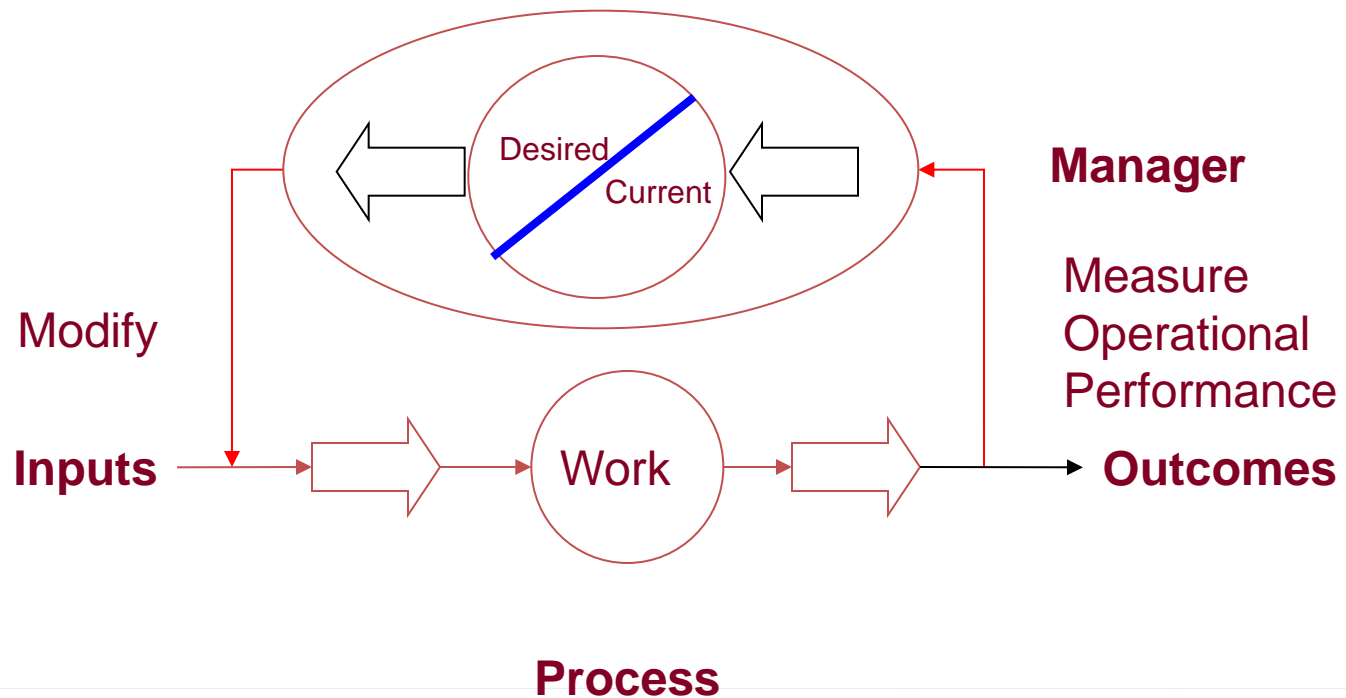 Desired
Current
Manager
Measure
Operational
Performance
Modify
Inputs
Work
Outcomes
Process